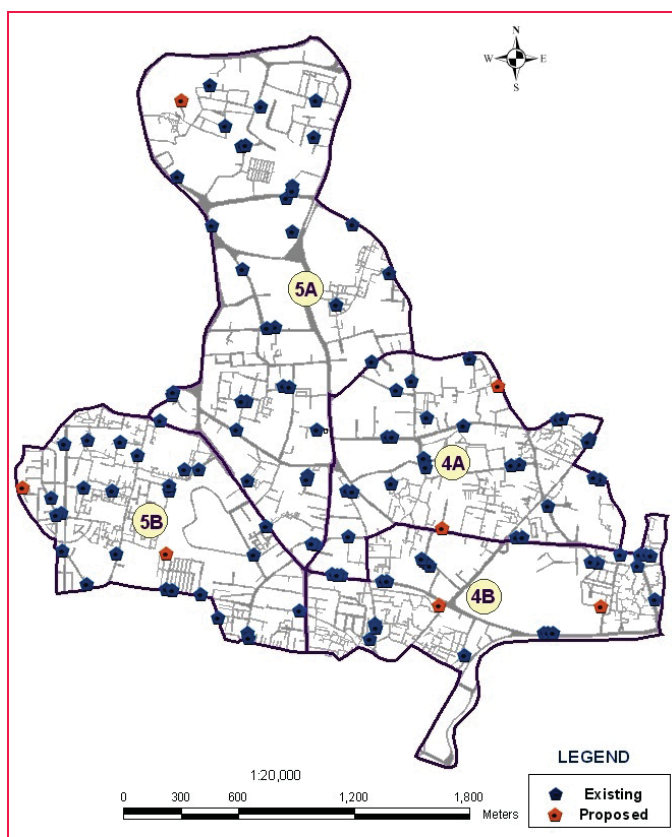 N
W E
S
5A
4A
5B
4B
1:20,000
0 300 600 1,200 1,800
Meters
LEGEND
Existing
Proposed